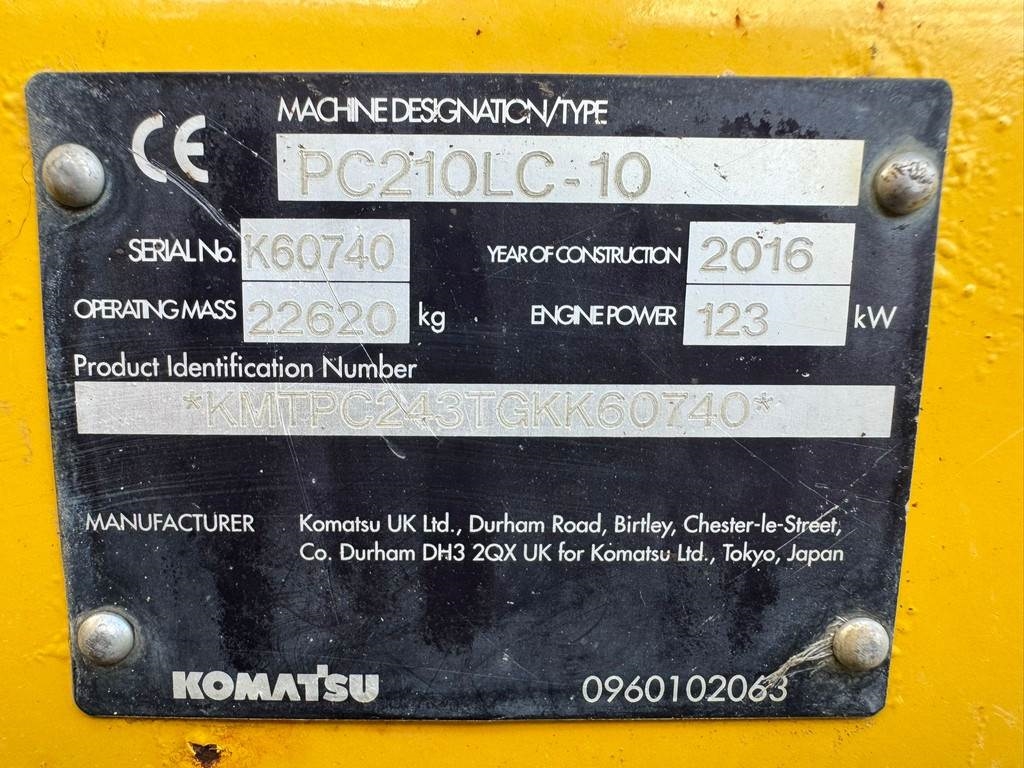 CE
MACHINE DESIGNATION/TYPE
PC210LC-10
SERIAL No. K60740 YEAR OF CONSTRUCTION 2016
OPERATING MASS 22620 kg ENGINE POWER 123 kW
Product Identification Number
*KMTPC243TGKK60740*
MANUFACTURER Komatsu UK Ltd., Durham Road, Birtley, Chester-le-Street,
Co. Durham DH3 2QX UK for Komatsu Ltd., Tokyo, Japan
KOMATSU 0960102063